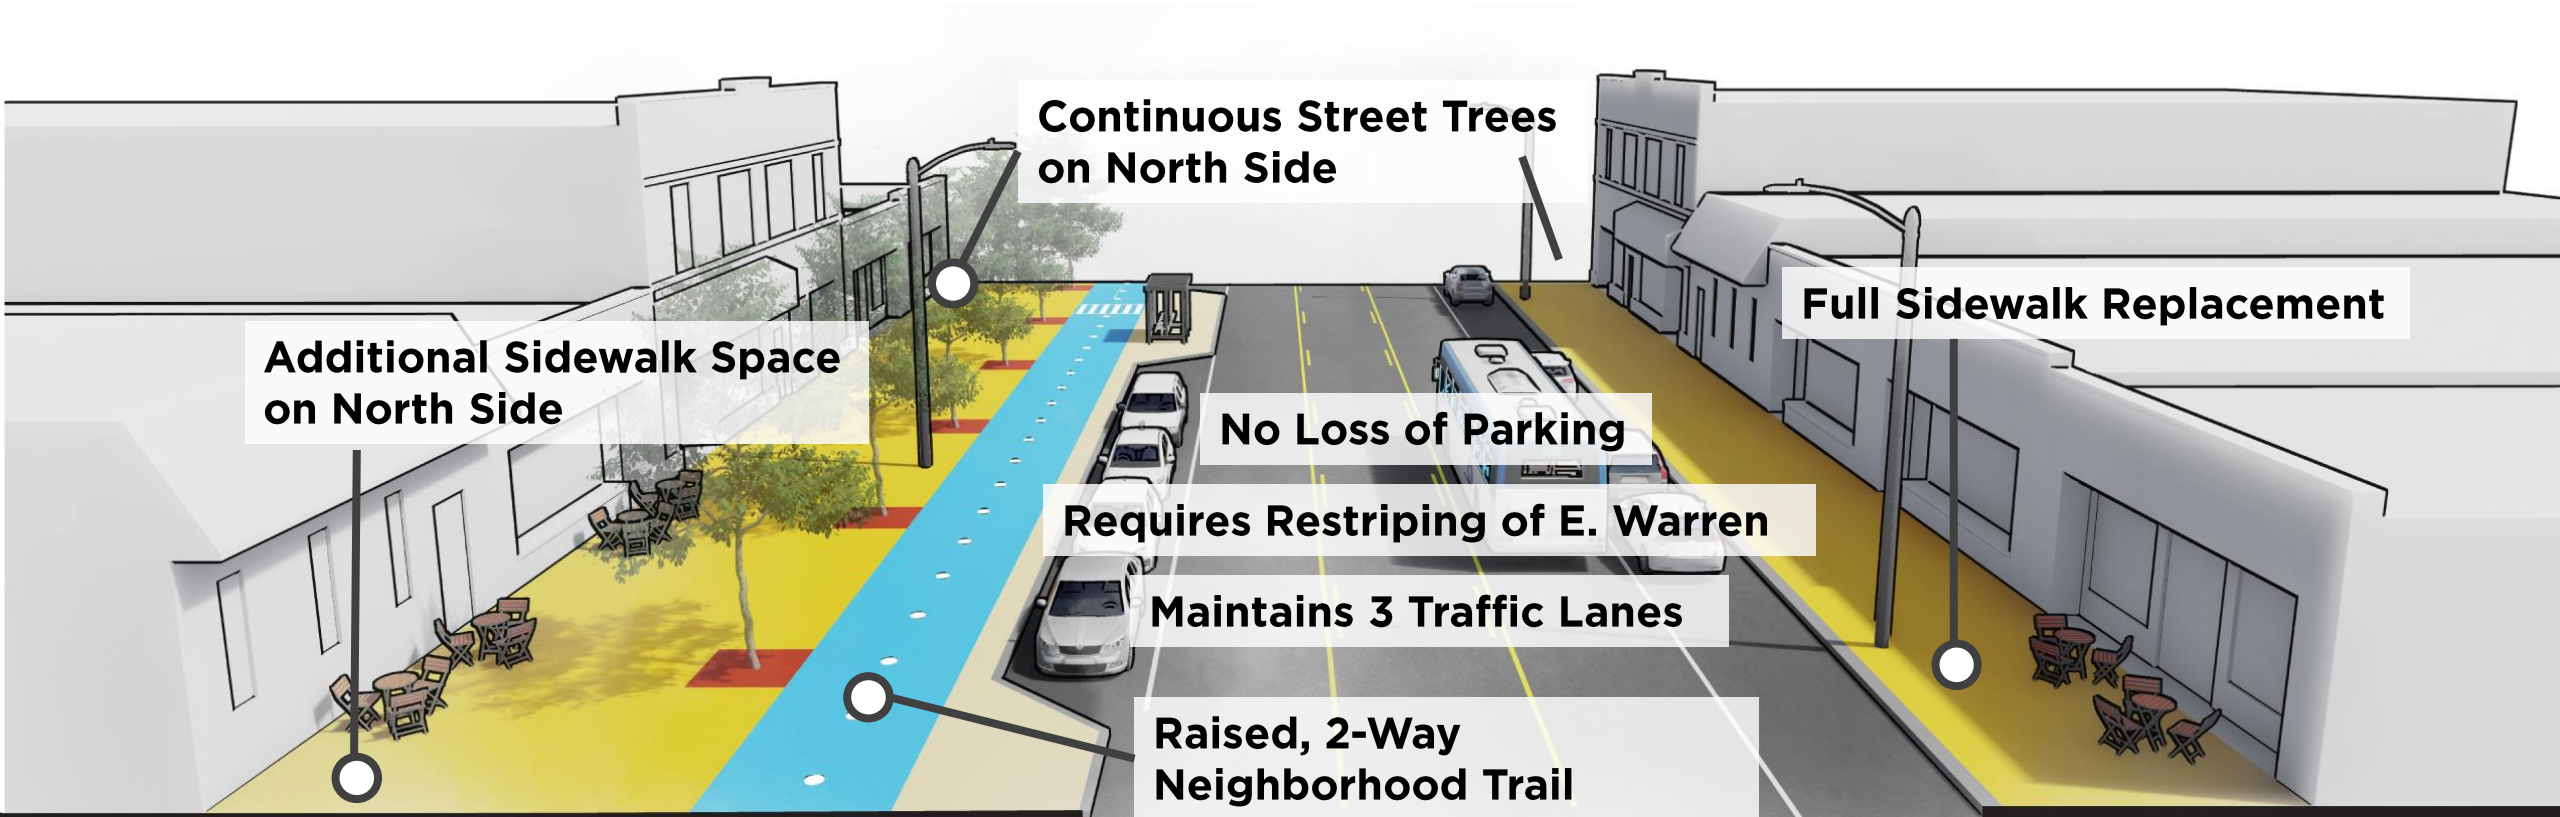 Continuous Street Trees
on North Side
Full Sidewalk Replacement
Additional Sidewalk Space
on North Side
No Loss of Parking
Requires Restriping of E. Warren
Maintains 3 Traffic Lanes
Raised, 2-Way
Neighborhood Trail